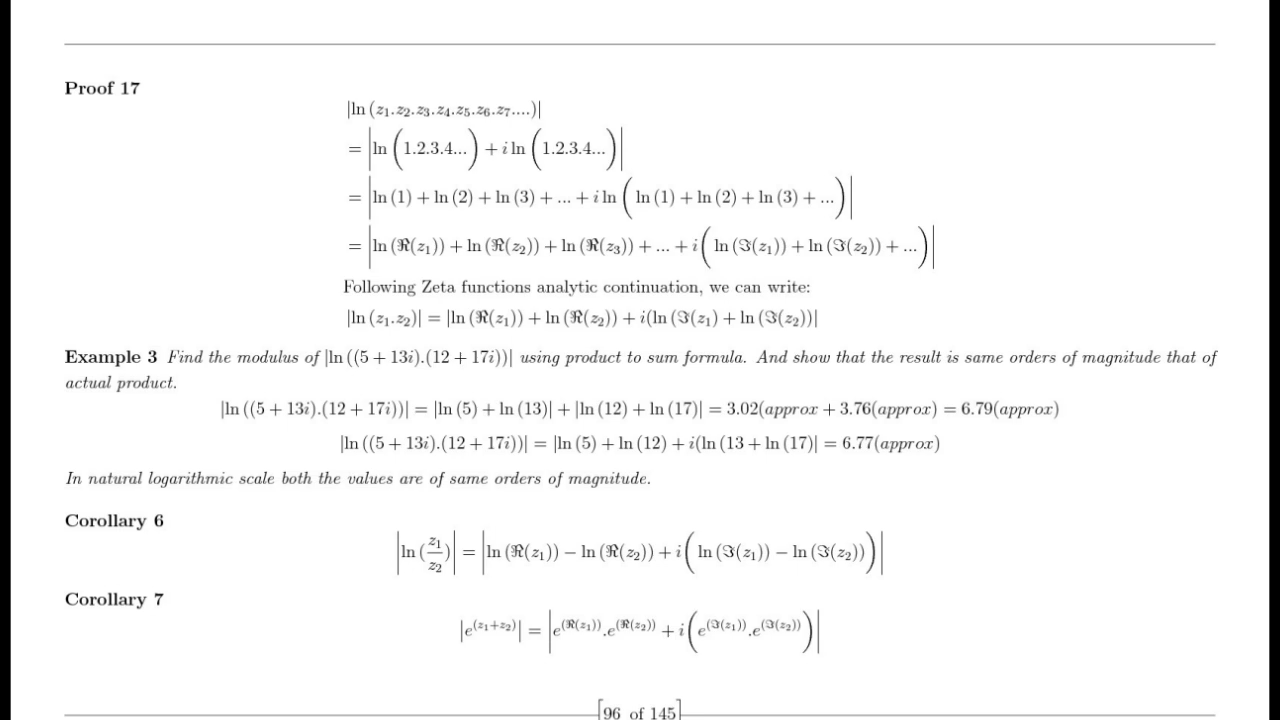 Proof 17
|ln (z₁.z₂.z₃.z₄.z₅.z₆.z₇....)|
= |ln (1.2.3.4...) + i ln (1.2.3.4...)|
= |ln (1) + ln (2) + ln (3) + ... + i ln ( ln (1) + ln (2) + ln (3) + ...)|
= |ln (ℜ(z₁)) + ln (ℜ(z₂)) + ln (ℜ(z₃)) + ... + i( ln (ℑ(z₁)) + ln (ℑ(z₂)) + ...)|
Following Zeta functions analytic continuation, we can write:
|ln (z₁.z₂)| = |ln (ℜ(z₁)) + ln (ℜ(z₂)) + i(ln (ℑ(z₁) + ln (ℑ(z₂))|
Example 3 Find the modulus of |ln ((5 + 13i).(12 + 17i))| using product to sum formula. And show that the result is same orders of magnitude that of
actual product.
|ln ((5 + 13i).(12 + 17i))| = |ln (5) + ln (13)| + |ln (12) + ln (17)| = 3.02(approx + 3.76(approx) = 6.79(approx)
|ln ((5 + 13i).(12 + 17i))| = |ln (5) + ln (12) + i(ln (13 + ln (17)| = 6.77(approx)
In natural logarithmic scale both the values are of same orders of magnitude.
Corollary 6
|ln (z₁/z₂)| = |ln (ℜ(z₁)) − ln (ℜ(z₂)) + i( ln (ℑ(z₁)) − ln (ℑ(z₂)))|
Corollary 7
|e^(z₁+z₂)| = |e^(ℜ(z₁)).e^(ℜ(z₂)) + i(e^(ℑ(z₁)).e^(ℑ(z₂)))|
[96 of 145]